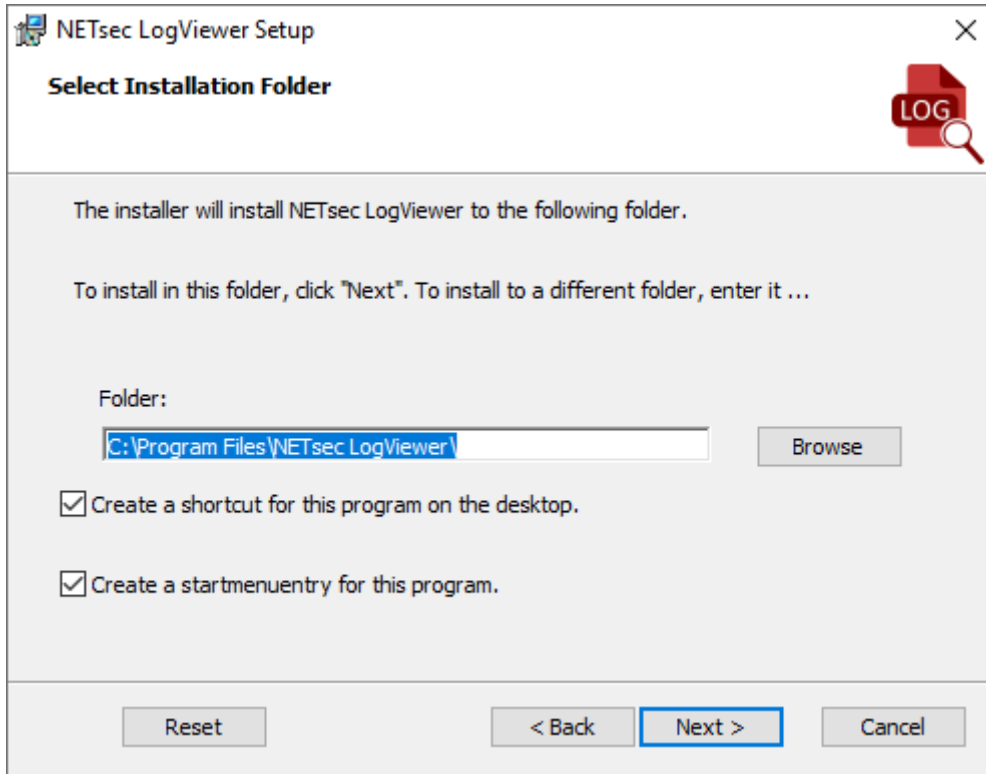 NETsec LogViewer Setup
Select Installation Folder
LOG
The installer will install NETsec LogViewer to the following folder.
To install in this folder, click "Next". To install to a different folder, enter it ...
Folder:
C:\Program Files\NETsec LogViewer\
Browse
Create a shortcut for this program on the desktop.
Create a startmenuentry for this program.
Reset
< Back
Next >
Cancel